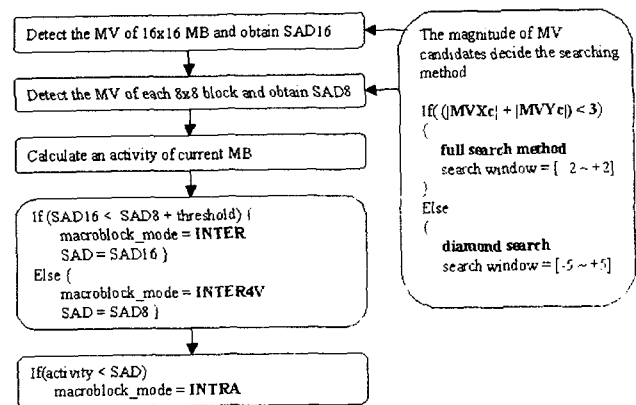 Detect the MV of 16x16 MB and obtain SAD16
Detect the MV of each 8x8 block and obtain SAD8
Calculate an activity of current MB
If (SAD16 < SAD8 + threshold) {
macroblock_mode = INTER
SAD = SAD16 }
Else {
macroblock_mode = INTER4V
SAD = SAD8 }
If(activity < SAD)
macroblock_mode = INTRA
The magnitude of MV
candidates decide the searching
method
If( (|MVXc| + |MVYc|) < 3)
{
full search method
search window = [ 2 ~ +2]
}
Else
{
diamond search
search window = [-5 ~ +5]